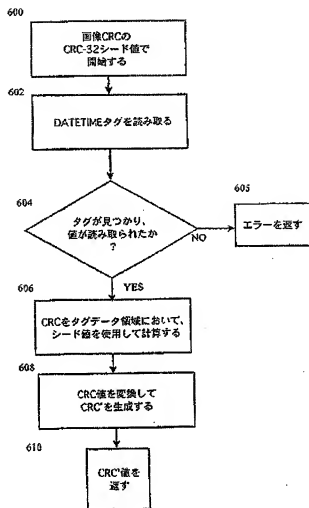 600
画像CRCの
CRC-32シード値で
開始する
602
DATETIMEタグを読み取る
604
タグが見つかり、
値が読み取られたか
?
605
エラーを返す
NO
YES
606
CRCをタグデータ領域において、
シード値を使用して計算する
608
CRC値を変換して
CRC'を生成する
610
CRC'値を
返す